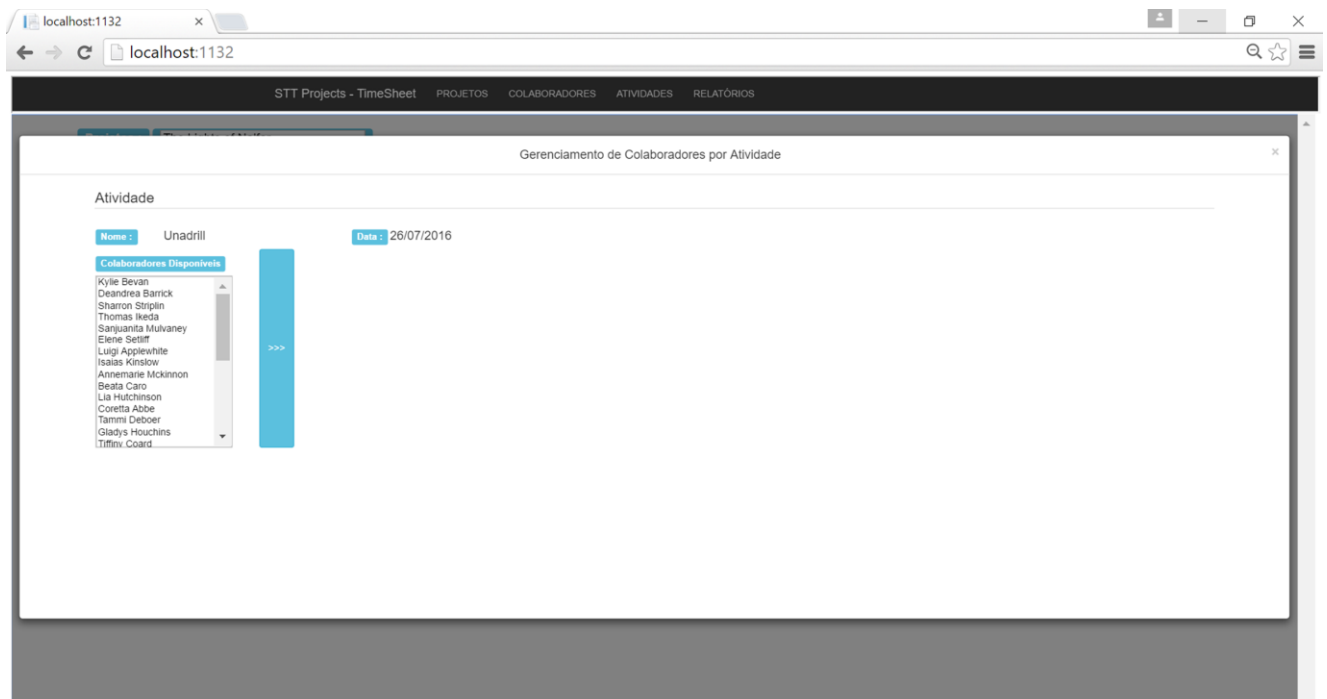 localhost:1132
localhost:1132
STT Projects - TimeSheet PROJETOS COLABORADORES ATIVIDADES RELATÓRIOS
Gerenciamento de Colaboradores por Atividade
Atividade
Nome : Unadrill Data : 26/07/2016
Colaboradores Disponíveis
Kylie Bevan
Deandrea Barrick
Sharron Striplin
Thomas Ikeda
Sanjuanita Mulvaney
Elene Setliff
Luigi Applewhite
Isaias Kinslow
Annemarie Mckinnon
Beata Caro
Lia Hutchinson
Coretta Abbe
Tammi Deboer
Gladys Houchins
Tiffiny Coard
>>>